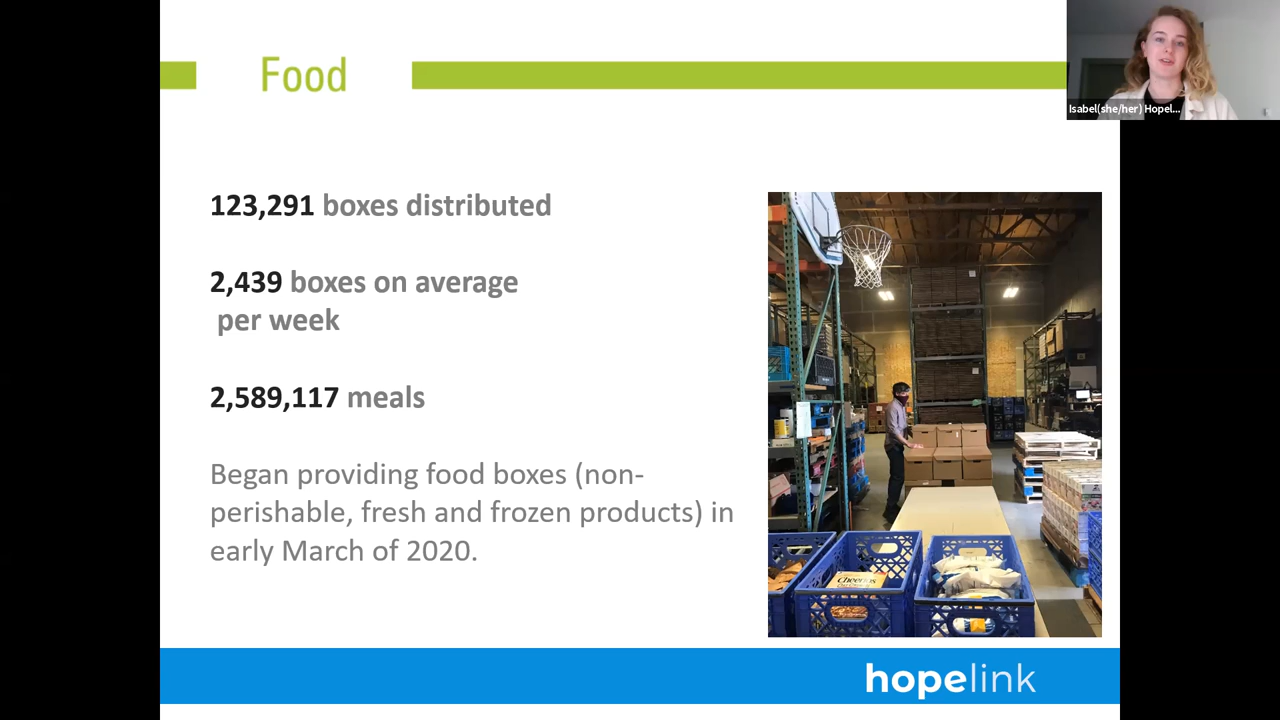 Food
Isabel(she/her) Hopel...
123,291 boxes distributed
2,439 boxes on average
per week
2,589,117 meals
Began providing food boxes (non-
perishable, fresh and frozen products) in
early March of 2020.
Cheerios
hopelink